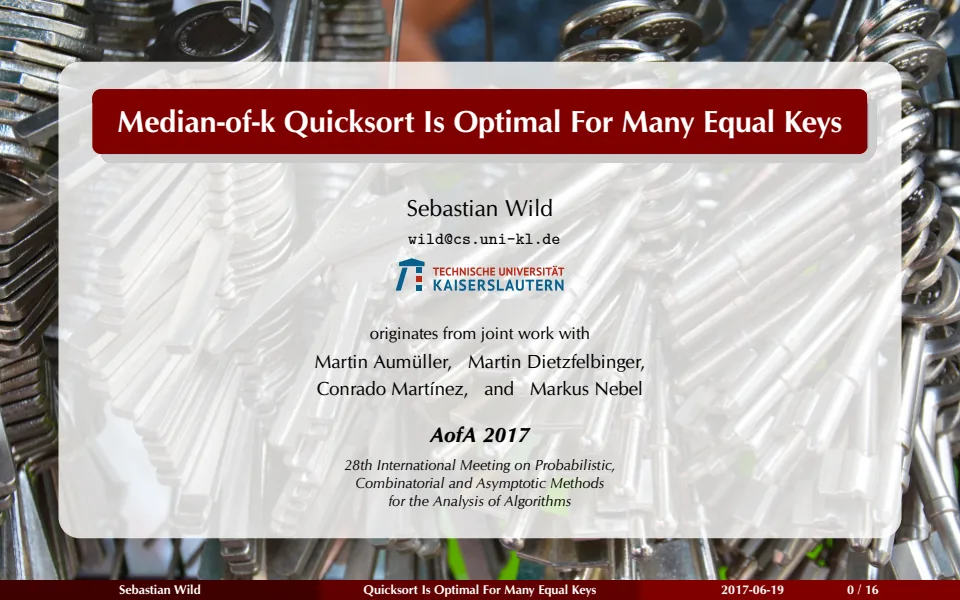 Median-of-k Quicksort Is Optimal For Many Equal Keys
Sebastian Wild
wild@cs.uni-kl.de
TECHNISCHE UNIVERSITÄT
KAISERSLAUTERN
originates from joint work with
Martin Aumüller, Martin Dietzfelbinger,
Conrado Martínez, and Markus Nebel
AofA 2017
28th International Meeting on Probabilistic,
Combinatorial and Asymptotic Methods
for the Analysis of Algorithms
Sebastian Wild Quicksort Is Optimal For Many Equal Keys 2017-06-19 0 / 16